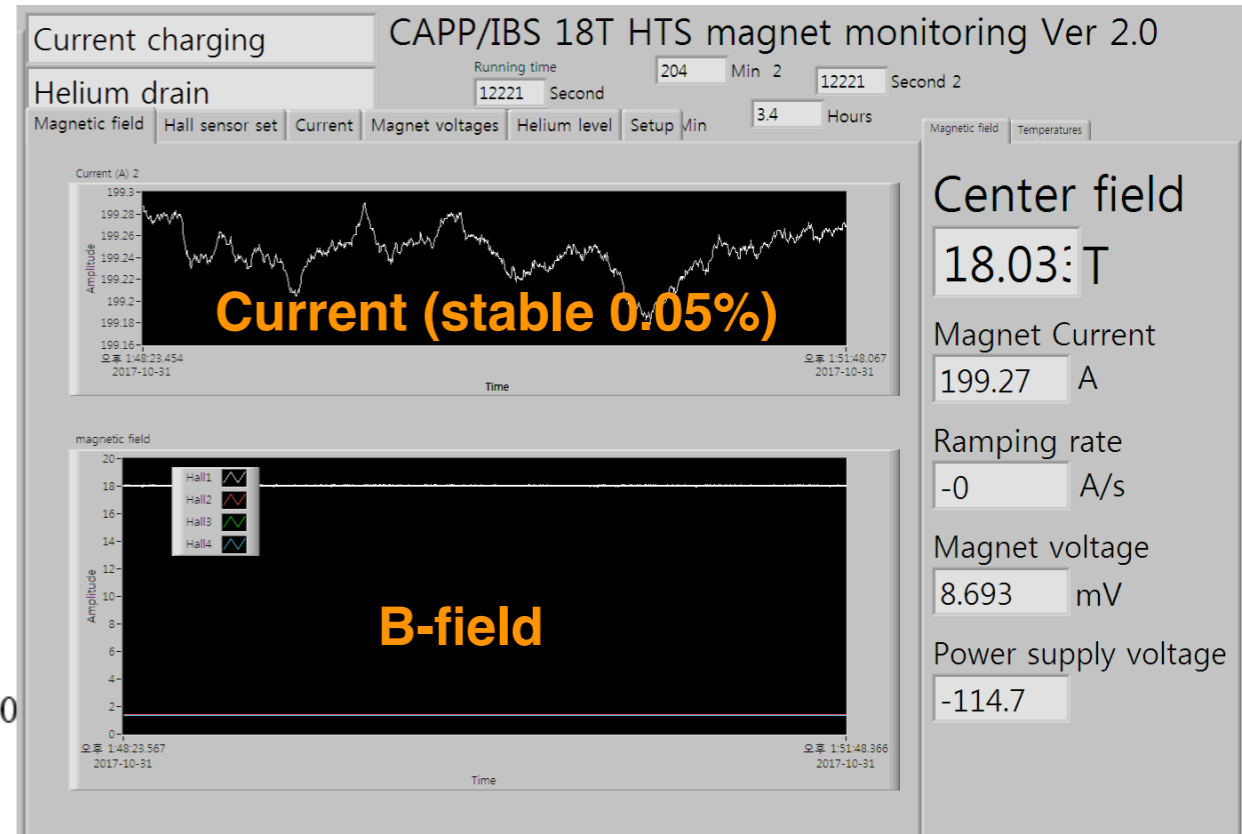 Current charging
CAPP/IBS 18T HTS magnet monitoring Ver 2.0
Helium drain
Running time
12221 Second
204 Min 2
12221 Second 2
3.4 Hours
Magnetic field Hall sensor set Current Magnet voltages Helium level Setup Min
Magnetic field Temperatures
Current (A) 2
199.3
199.28
199.26
199.24
199.22
199.2
199.18
199.16
Amplitude
Current (stable 0.05%)
오후 1:48:23.454
2017-10-31
오후 1:51:48.067
2017-10-31
Time
magnetic field
20
18
16
14
12
10
8
6
4
2
0
Amplitude
Hall1
Hall2
Hall3
Hall4
B-field
오후 1:48:23.567
2017-10-31
오후 1:51:48.366
2017-10-31
Time
0
Center field
18.03 T
Magnet Current
199.27 A
Ramping rate
-0 A/s
Magnet voltage
8.693 mV
Power supply voltage
-114.7